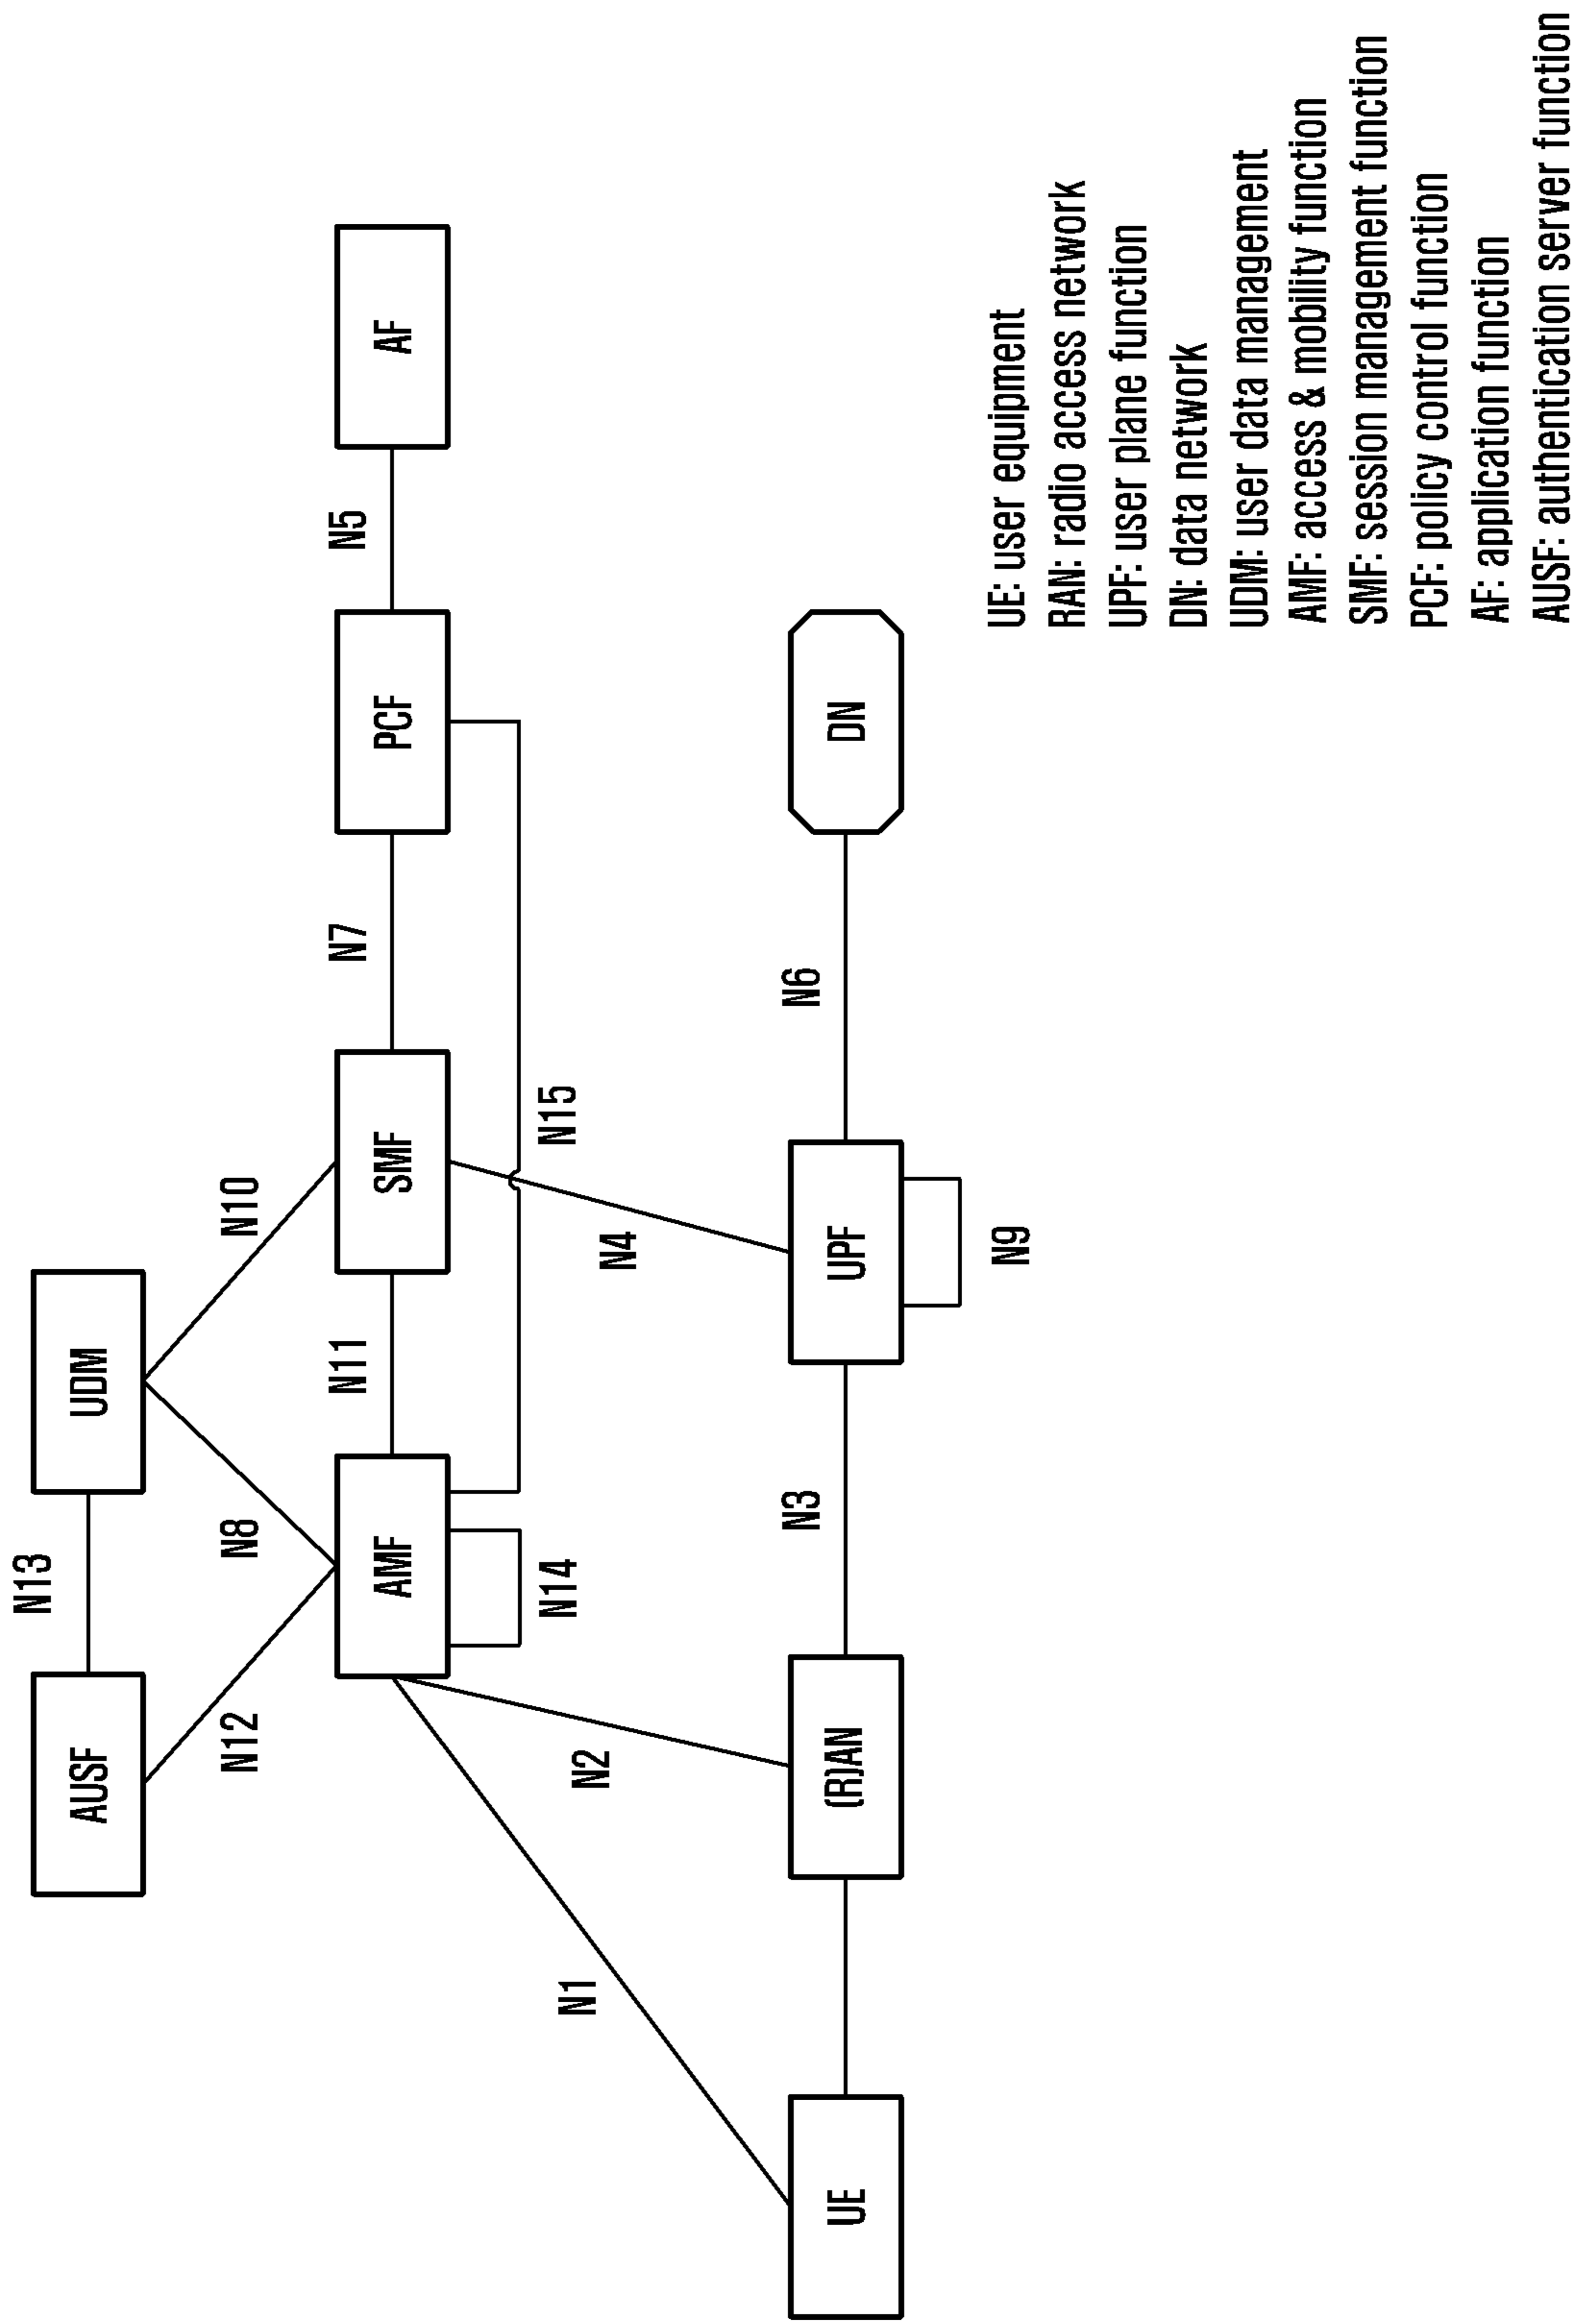 N13
AUSF
UDM
N12
N8
N10
AMF
N11
SMF
N7
PCF
N5
AF
N14
N15
N1
N2
N4
UE
(R)AN
N3
UPF
N6
DN
N9
UE: user equipment
RAN: radio access network
UPF: user plane function
DN: data network
UDM: user data management
AMF: access & mobility function
SMF: session management function
PCF: policy control function
AF: application function
AUSF: authentication server function